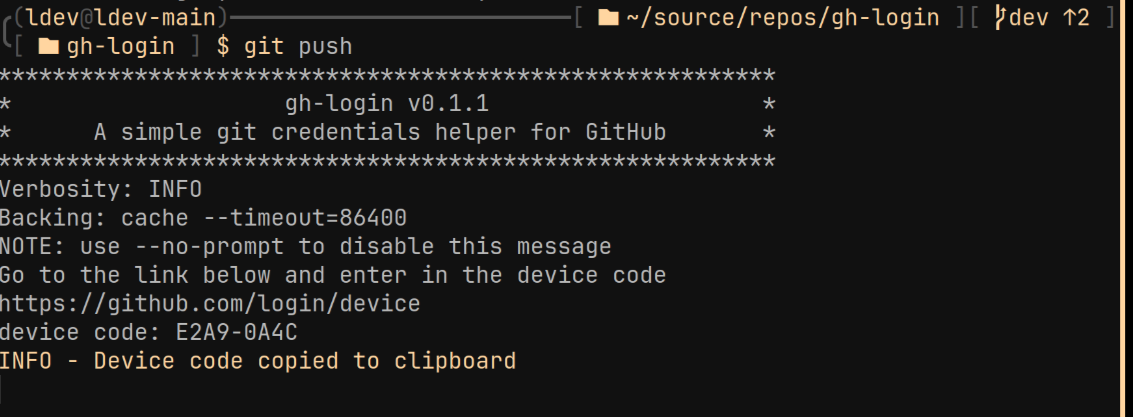 (ldev@ldev-main) [ ~/source/repos/gh-login ][ dev ↑2 ]
[ gh-login ] $ git push
*********************************************************
* gh-login v0.1.1 *
* A simple git credentials helper for GitHub *
*********************************************************
Verbosity: INFO
Backing: cache --timeout=86400
NOTE: use --no-prompt to disable this message
Go to the link below and enter in the device code
https://github.com/login/device
device code: E2A9-0A4C
INFO - Device code copied to clipboard